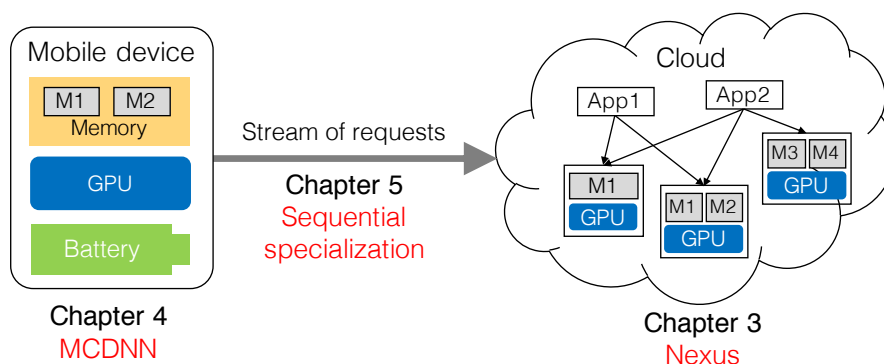 Mobile device
M1 M2
Memory
GPU
Battery
Chapter 4
MCDNN
Stream of requests
Chapter 5
Sequential
specialization
Cloud
App1 App2
M1
GPU
M1 M2
GPU
M3 M4
GPU
Chapter 3
Nexus